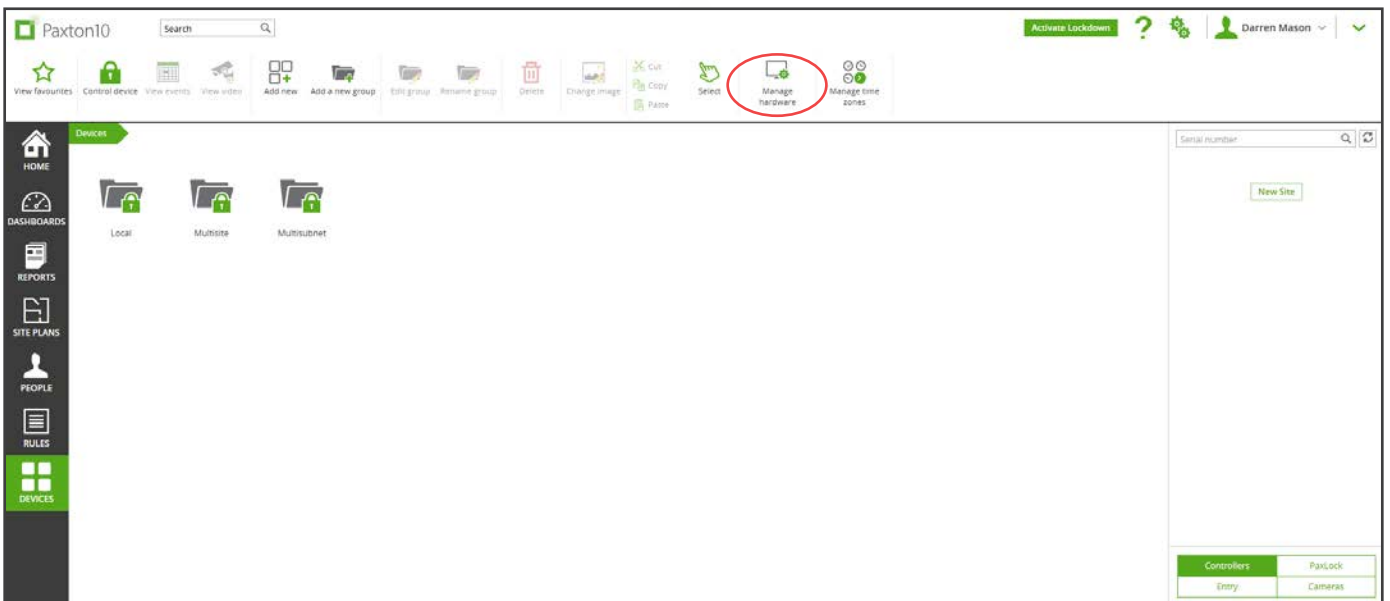 Paxton10
Search
Activate Lockdown
?
Darren Mason
View favourites
Control device
View events
View video
Add new
Add a new group
Edit group
Rename group
Delete
Change image
Cut
Copy
Paste
Select
Manage
hardware
Manage time
zones
HOME
DASHBOARDS
REPORTS
SITE PLANS
PEOPLE
RULES
DEVICES
Devices
Local
Multisite
Multisubnet
Serial number
New Site
Controllers
PaxLock
Entry
Cameras